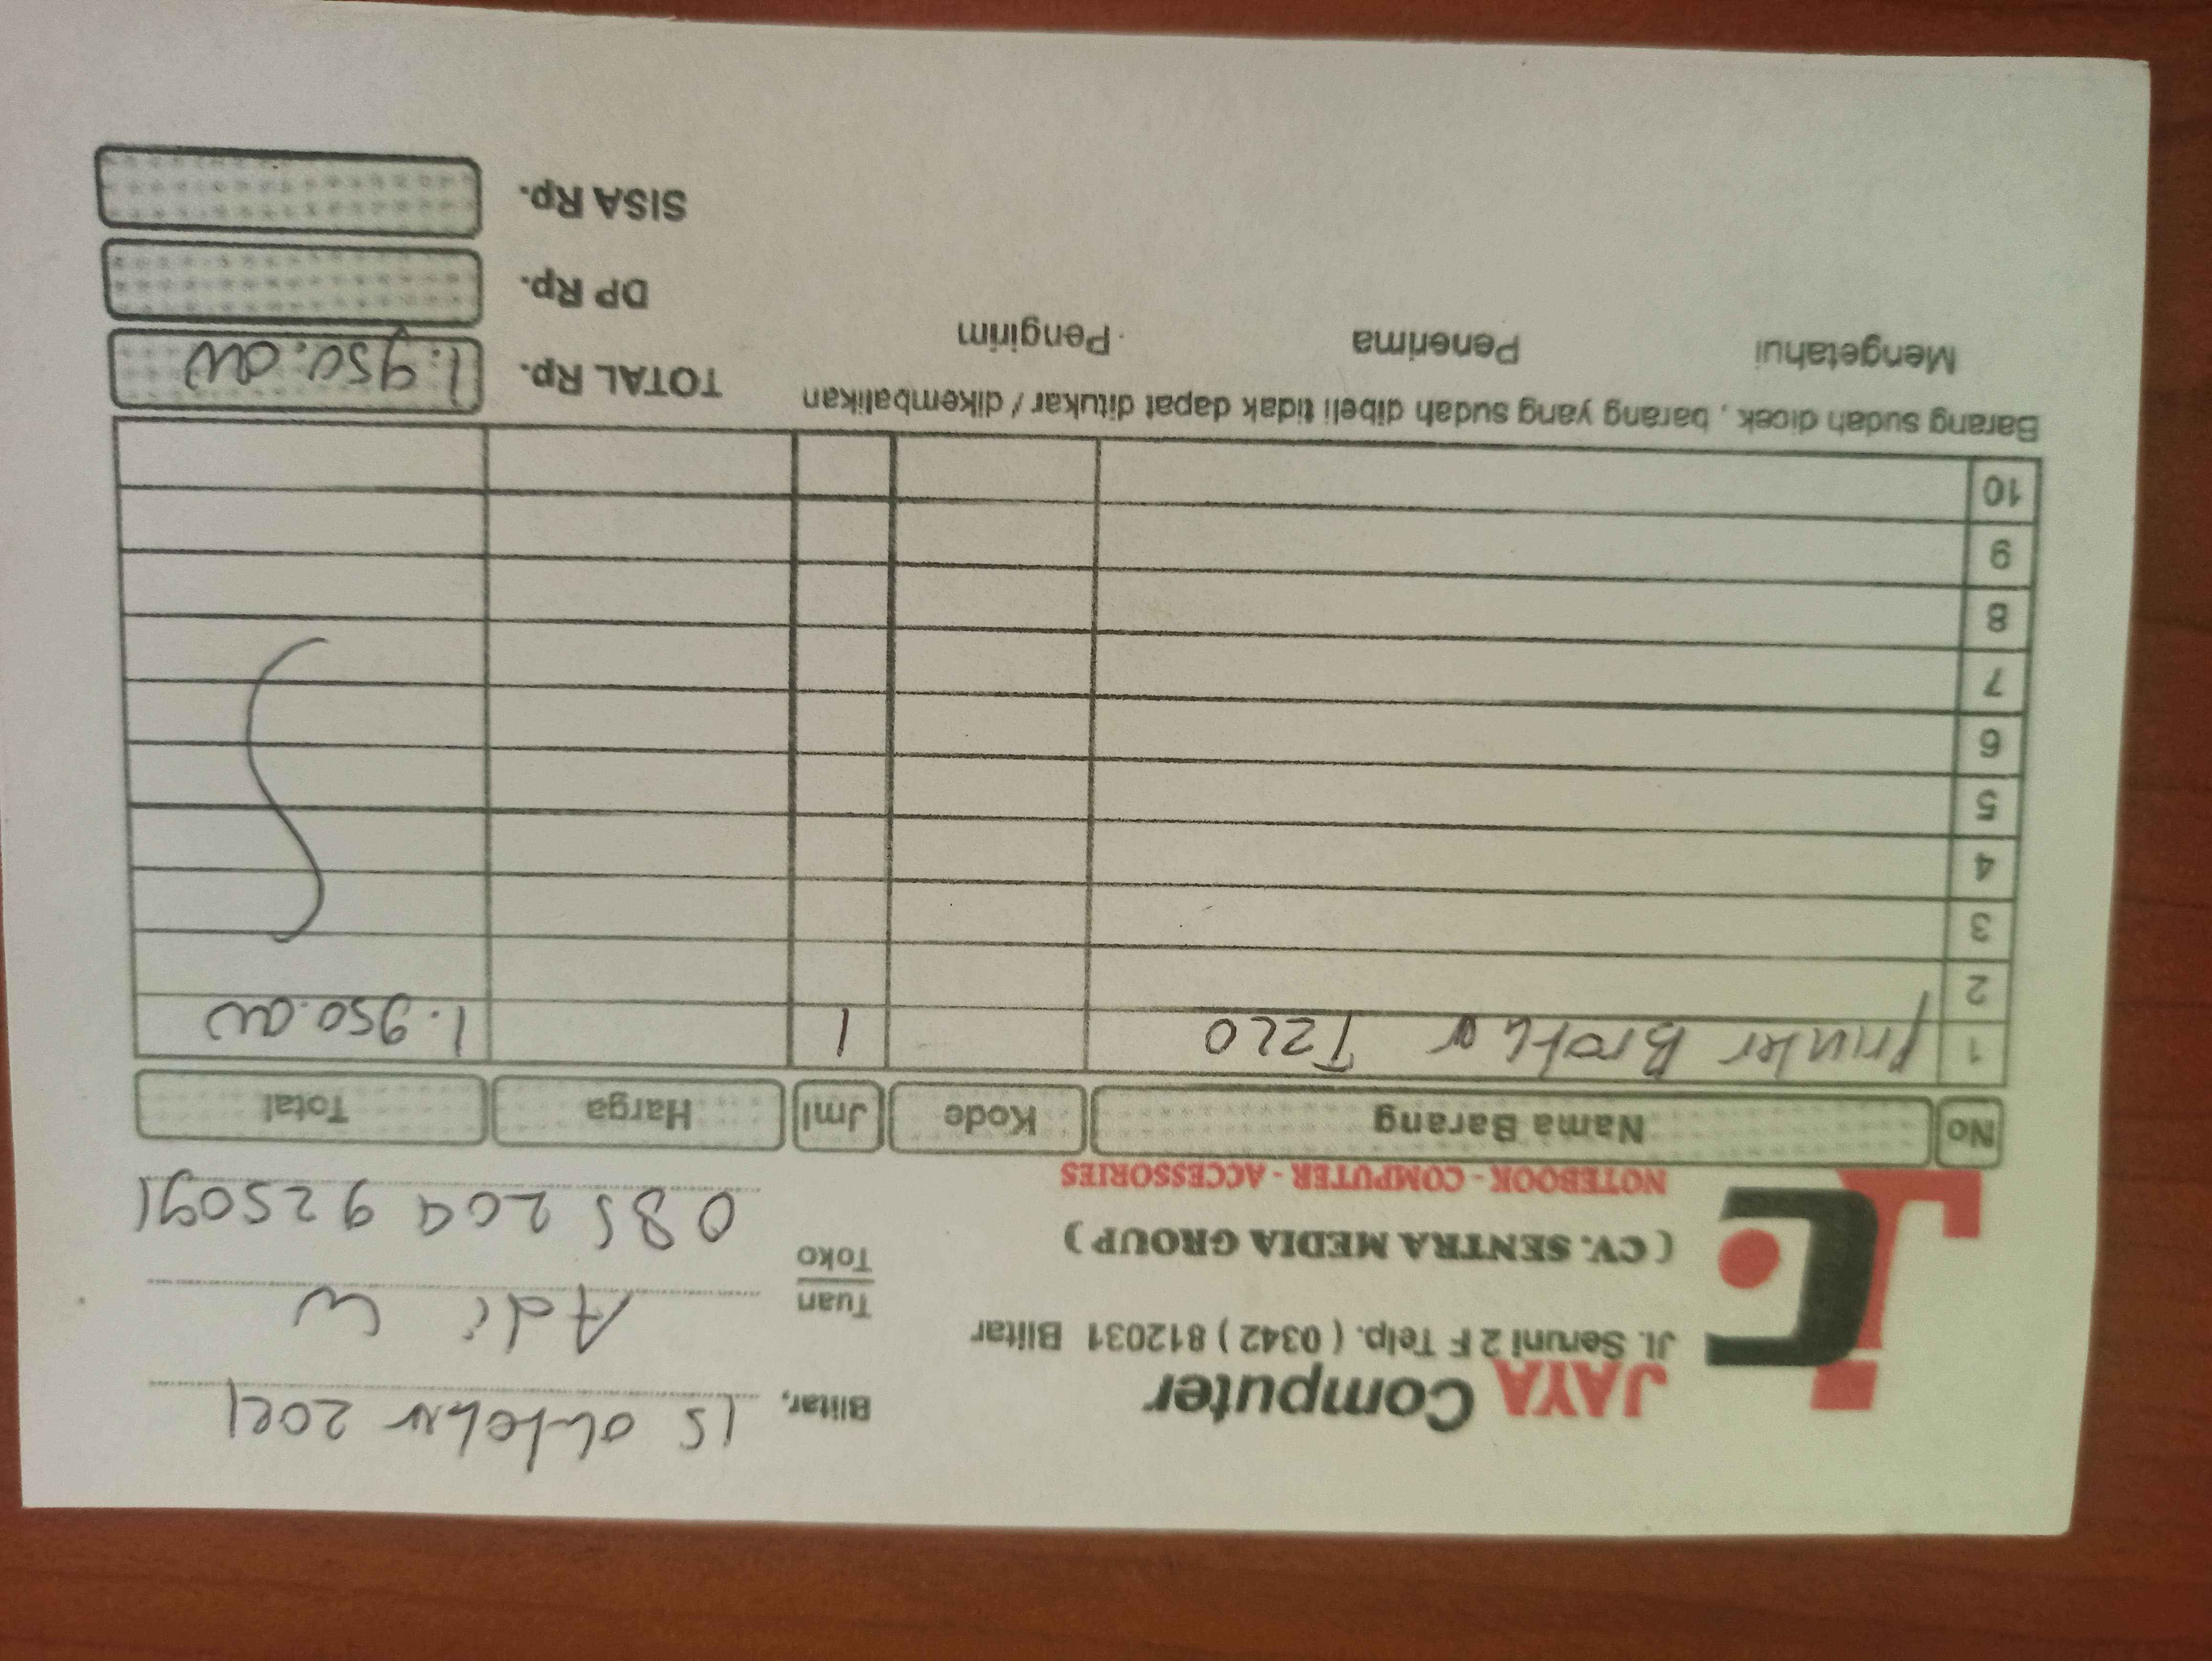 JAYA Computer
Jl. Seruni 2 F Telp. ( 0342 ) 812031 Blitar
( CV. SENTRA MEDIA GROUP )
NOTEBOOK - COMPUTER - ACCESSORIES
Blitar, 15 oktober 2021
Tuan
Toko
Adi W
085 204 925091
No Nama Barang Kode Jml Harga Total
1 Printer Brother T220 1 1.950.000
2
3
4
5
6
7
8
9
10
Barang sudah dicek , barang yang sudah dibeli tidak dapat ditukar / dikembalikan
Mengetahui Penerima Pengirim
TOTAL Rp. 1.950.000
DP Rp.
SISA Rp.